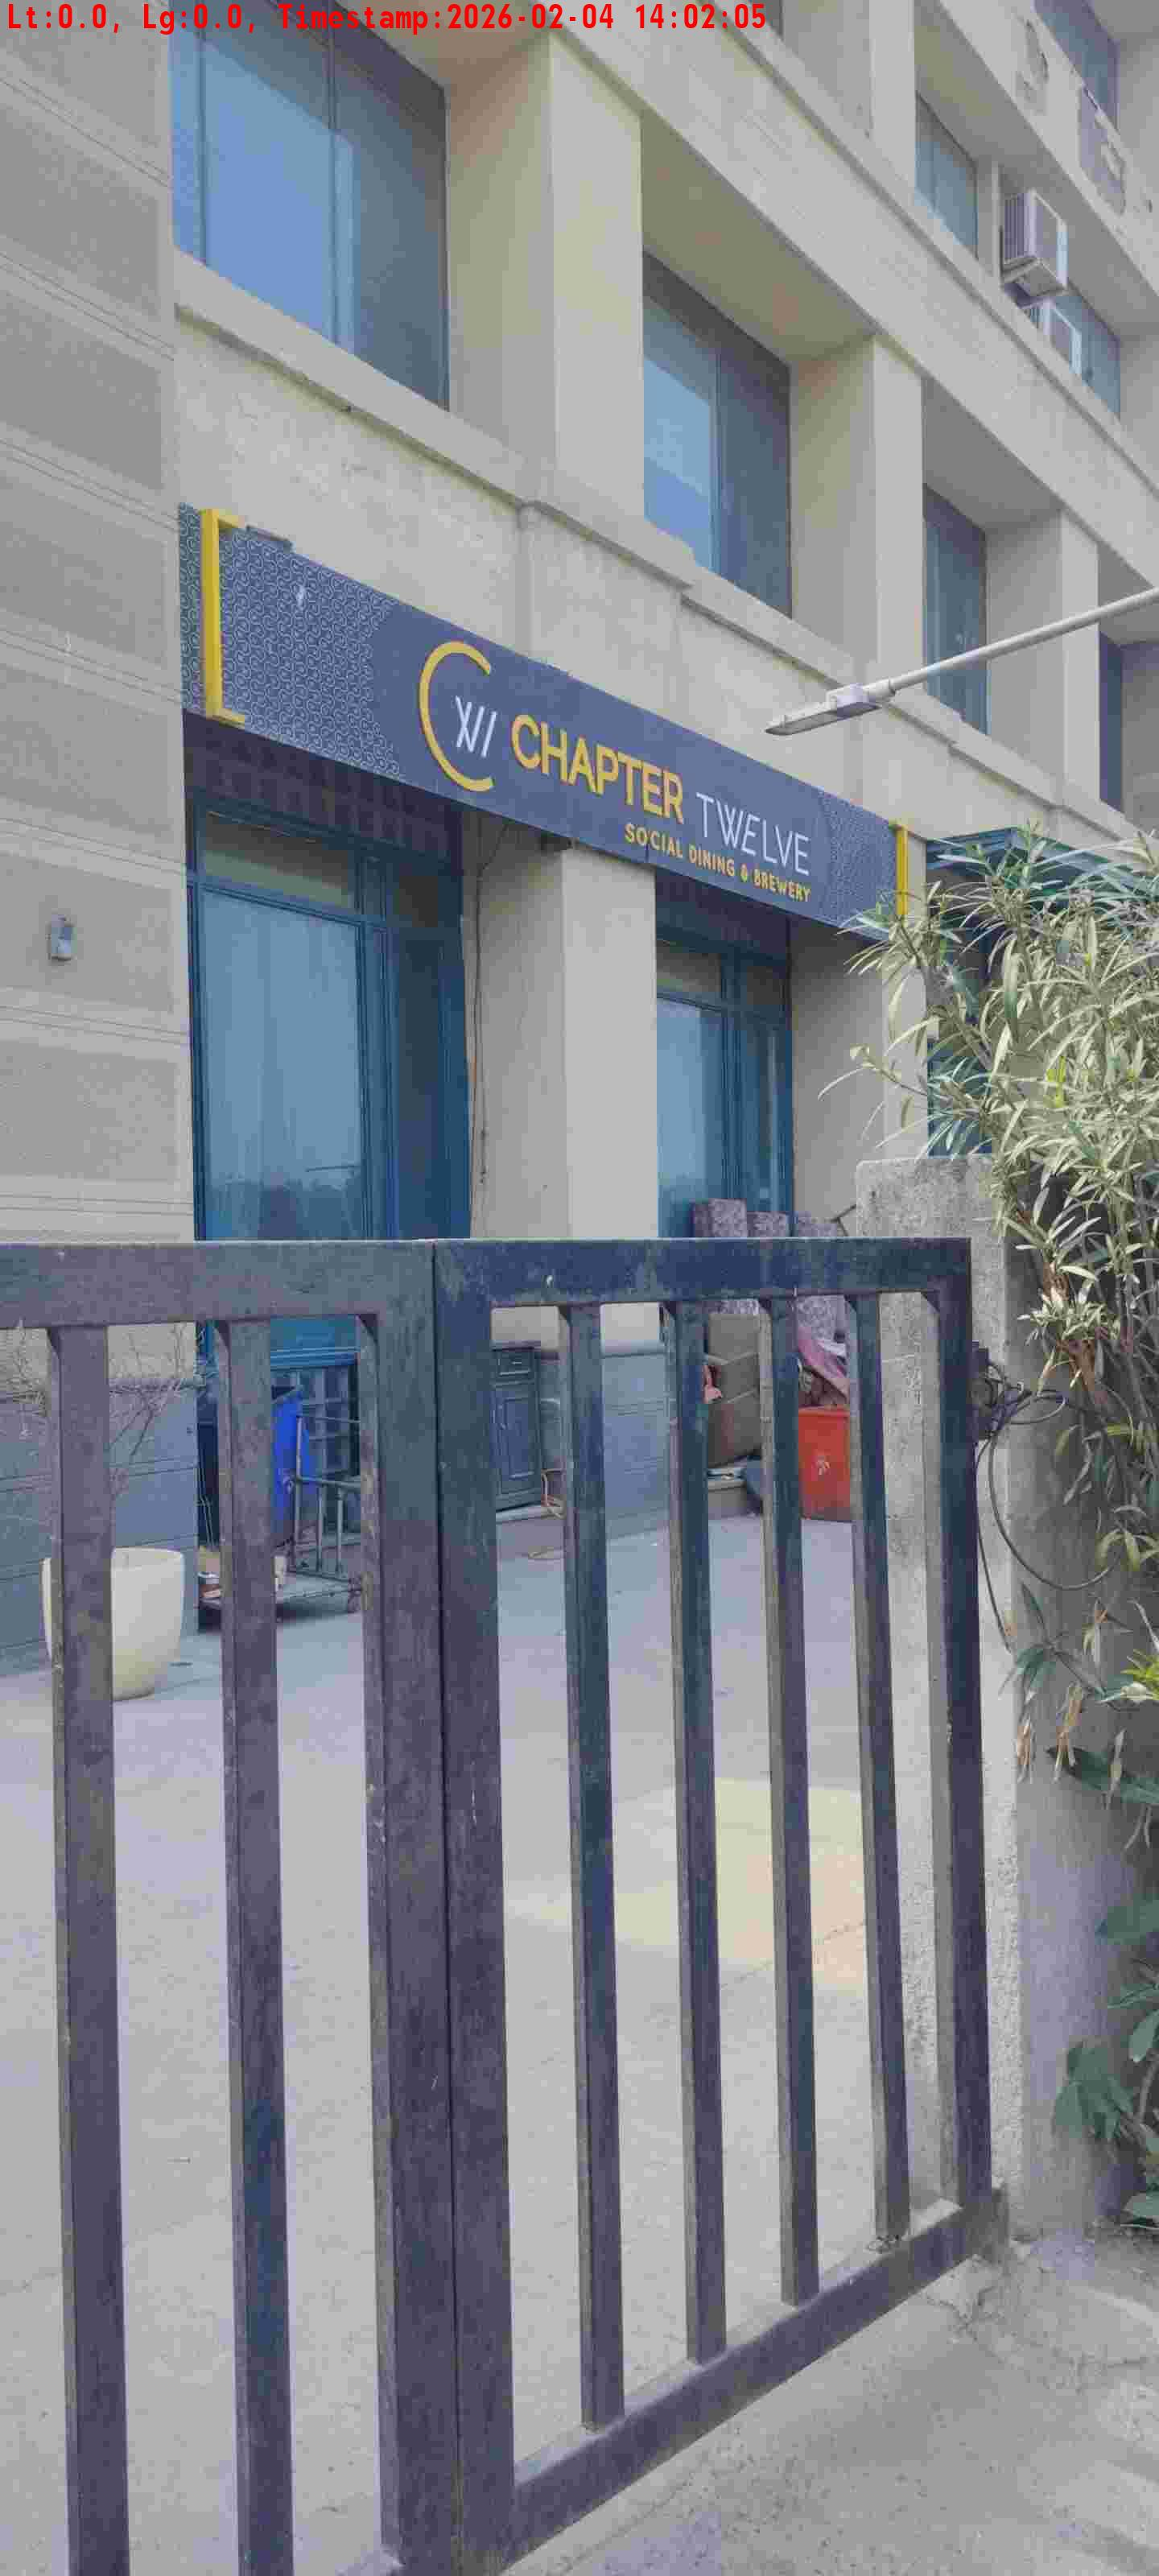 Lt:0.0, Lg:0.0, Timestamp:2026-02-04 14:02:05
XII
CHAPTER TWELVE
SOCIAL DINING & BREWERY